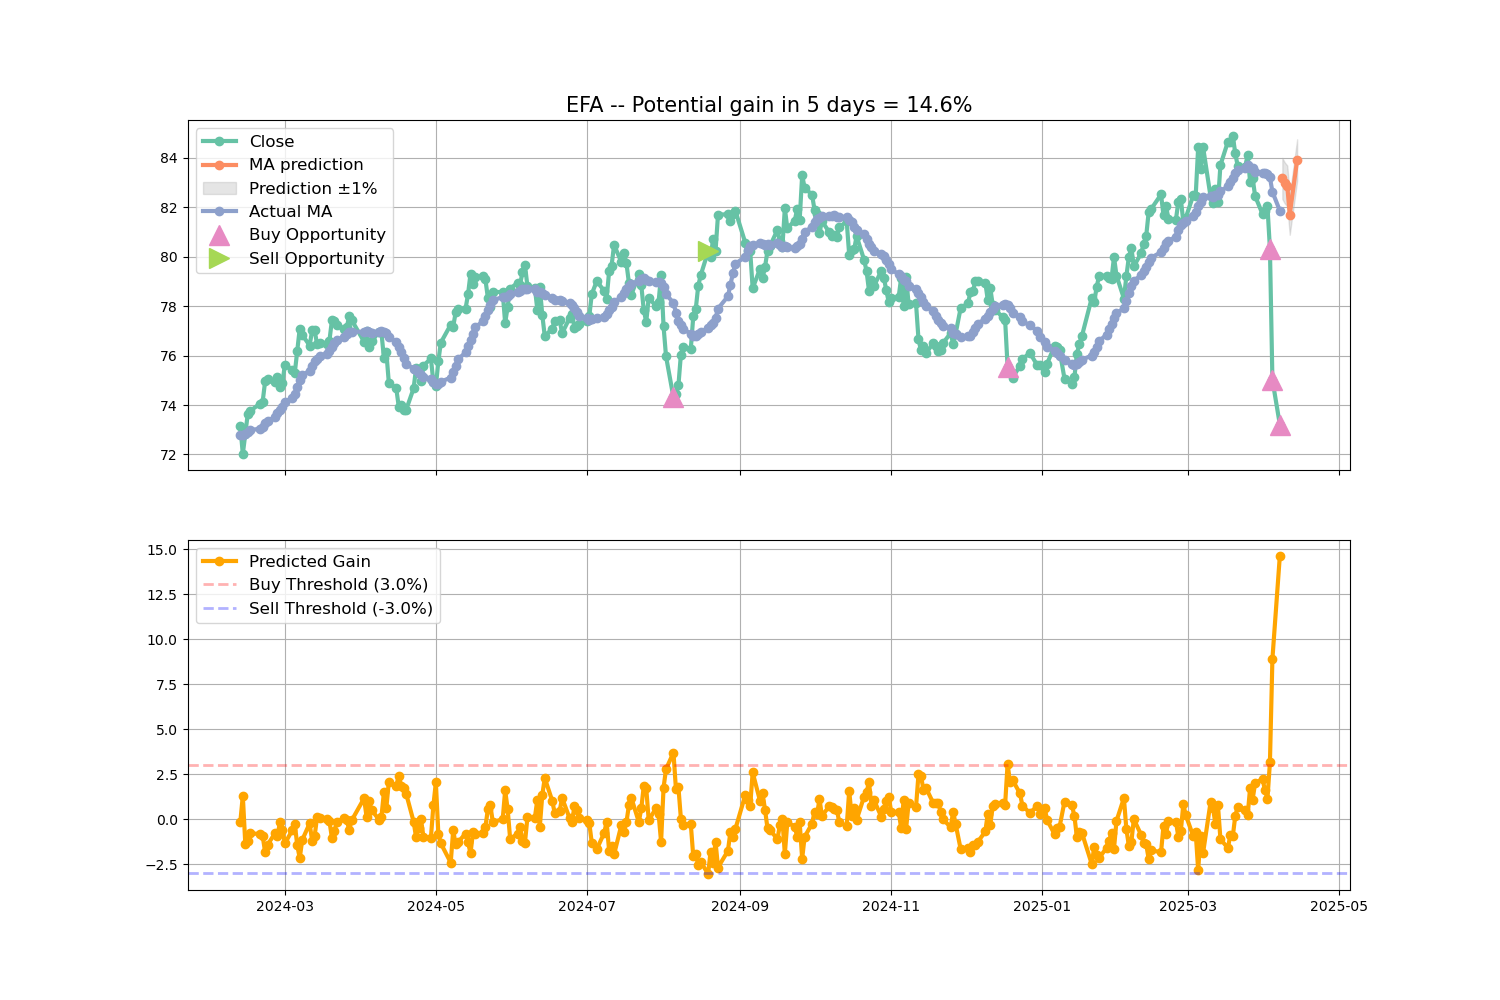 EFA -- Potential gain in 5 days = 14.6%
Close
MA prediction
Prediction ±1%
Actual MA
Buy Opportunity
Sell Opportunity
84
82
80
78
76
74
72
Predicted Gain
Buy Threshold (3.0%)
Sell Threshold (-3.0%)
15.0
12.5
10.0
7.5
5.0
2.5
0.0
−2.5
2024-03
2024-05
2024-07
2024-09
2024-11
2025-01
2025-03
2025-05